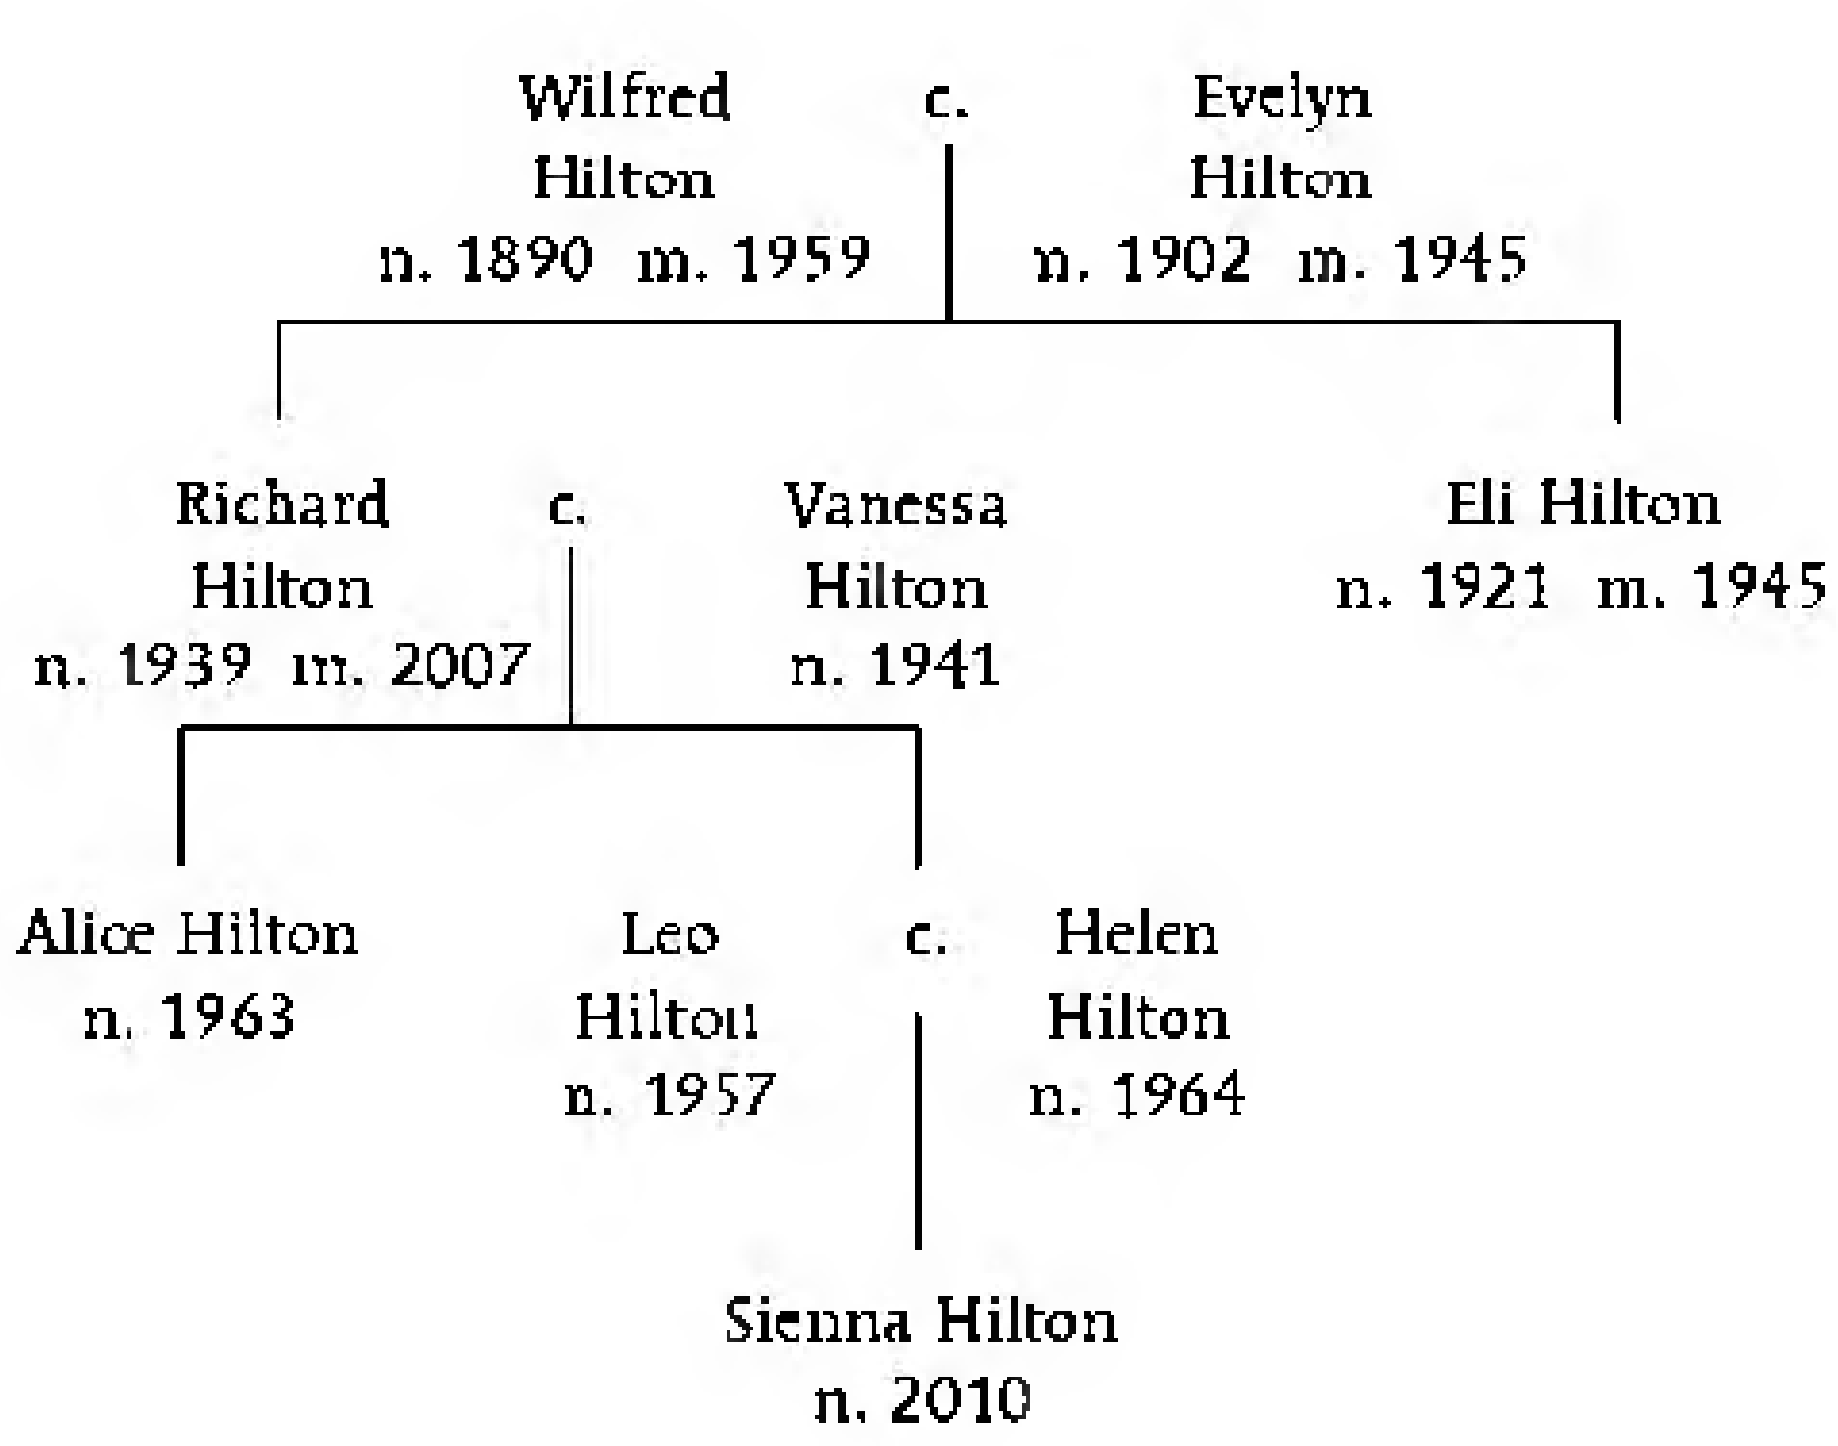 Wilfred c. Evelyn
Hilton Hilton
n. 1890 m. 1959 n. 1902 m. 1945
Richard c. Vanessa Eli Hilton
Hilton Hilton n. 1921 m. 1945
n. 1939 m. 2007 n. 1941
Alice Hilton Leo c. Helen
n. 1963 Hilton Hilton
n. 1957 n. 1964
Sienna Hilton
n. 2010